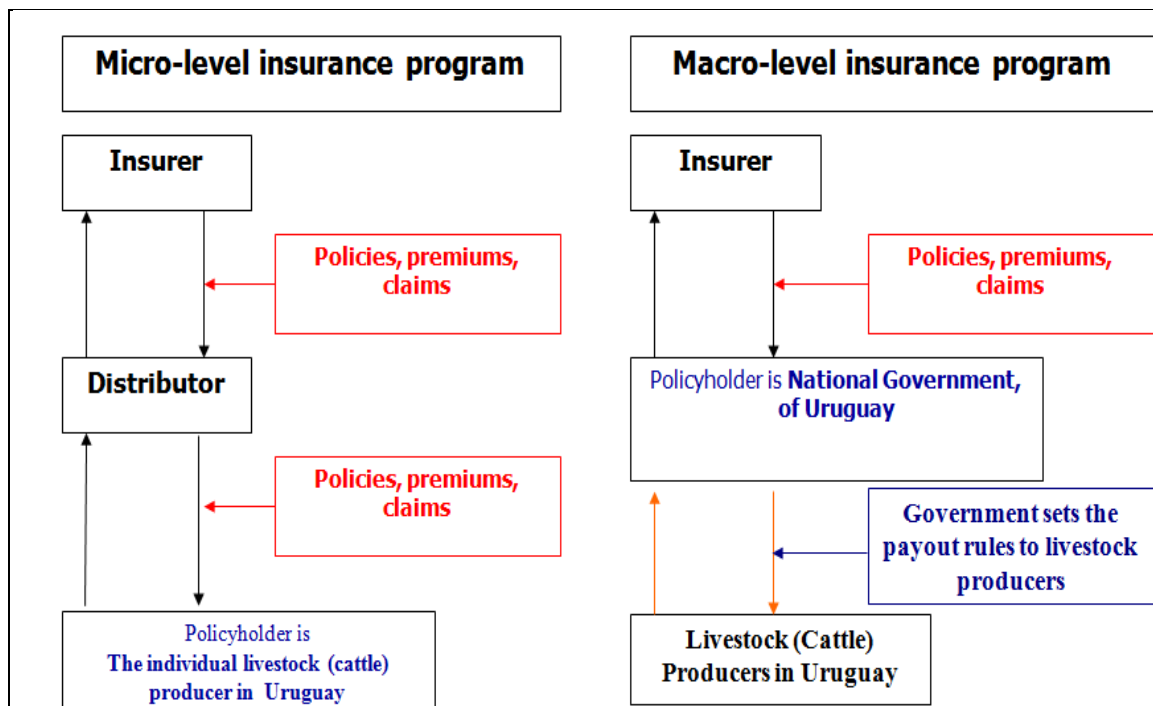 Micro-level insurance program
Insurer
Policies, premiums,
claims
Distributor
Policies, premiums,
claims
Policyholder is
The individual livestock (cattle)
producer in Uruguay
Macro-level insurance program
Insurer
Policies, premiums,
claims
Policyholder is National Government,
of Uruguay
Government sets the
payout rules to livestock
producers
Livestock (Cattle)
Producers in Uruguay